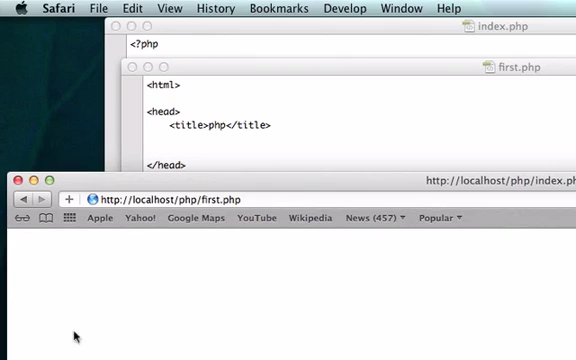 Safari File Edit View History Bookmarks Develop Window Help
index.php
<?php
first.php
<html>
<head>
<title>php</title>
</head>
http://localhost/php/index.ph
http://localhost/php/first.php
Apple Yahoo! Google Maps YouTube Wikipedia News (457) Popular